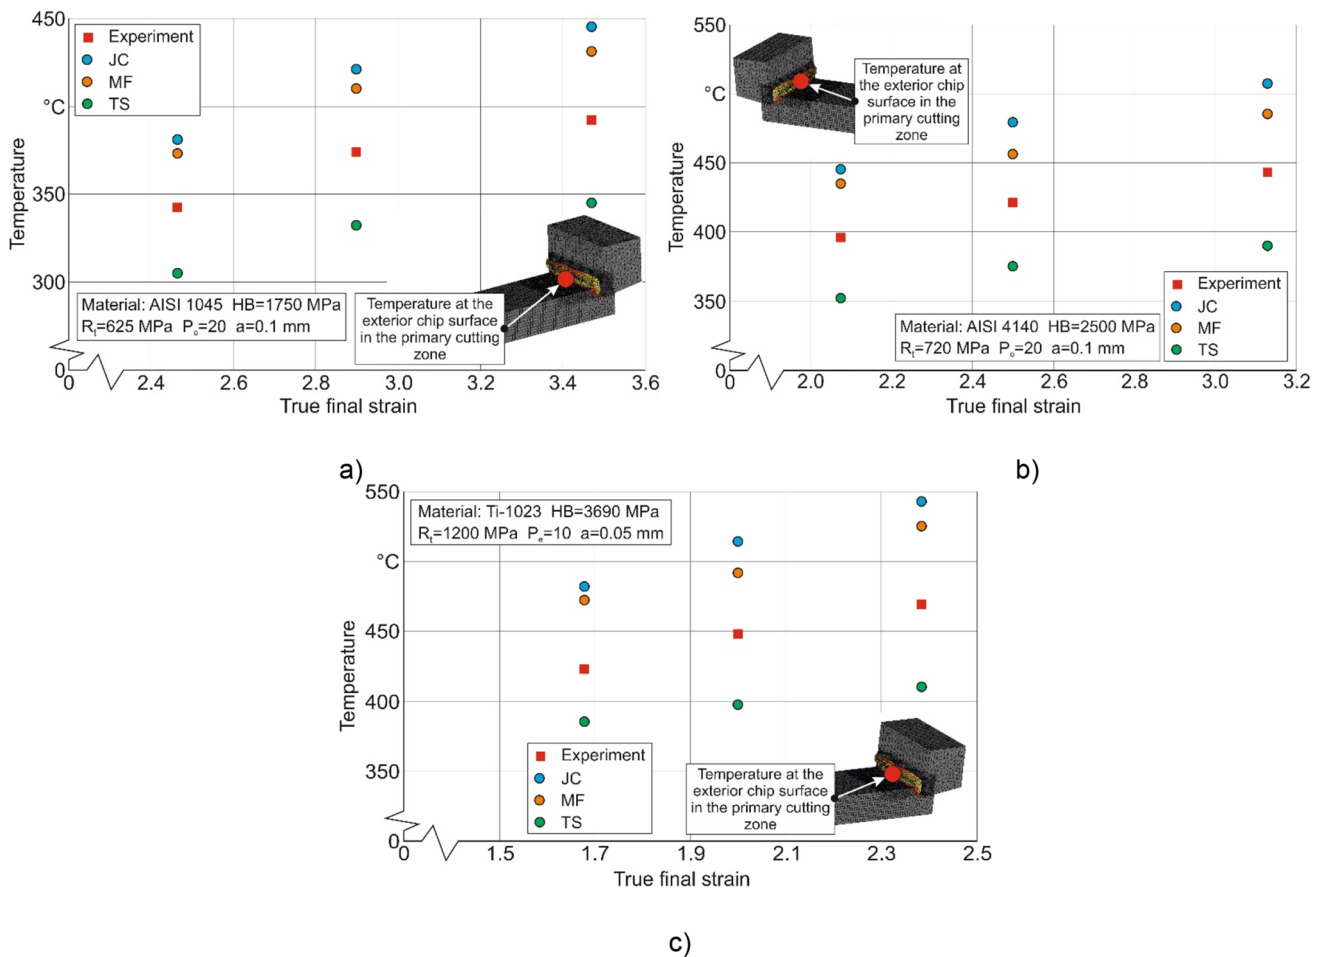 450
°C
350
300
0
Temperature
Experiment
JC
MF
TS
Material: AISI 1045 HB=1750 MPa
Rt=625 MPa Pe=20 a=0.1 mm
Temperature at the
exterior chip surface
in the primary cutting
zone
0 2.4 2.6 2.8 3.0 3.2 3.4 3.6
True final strain
a)
550
°C
450
400
350
0
Temperature
Temperature at
the exterior chip
surface in the
primary cutting
zone
Experiment
JC
MF
TS
Material: AISI 4140 HB=2500 MPa
Rt=720 MPa Pe=20 a=0.1 mm
0 2.0 2.2 2.4 2.6 2.8 3.0 3.2
True final strain
b)
550
°C
450
400
350
0
Temperature
Material: Ti-1023 HB=3690 MPa
Rt=1200 MPa Pe=10 a=0.05 mm
Experiment
JC
MF
TS
Temperature at the
exterior chip surface
in the primary cutting
zone
0 1.5 1.7 1.9 2.1 2.3 2.5
True final strain
c)